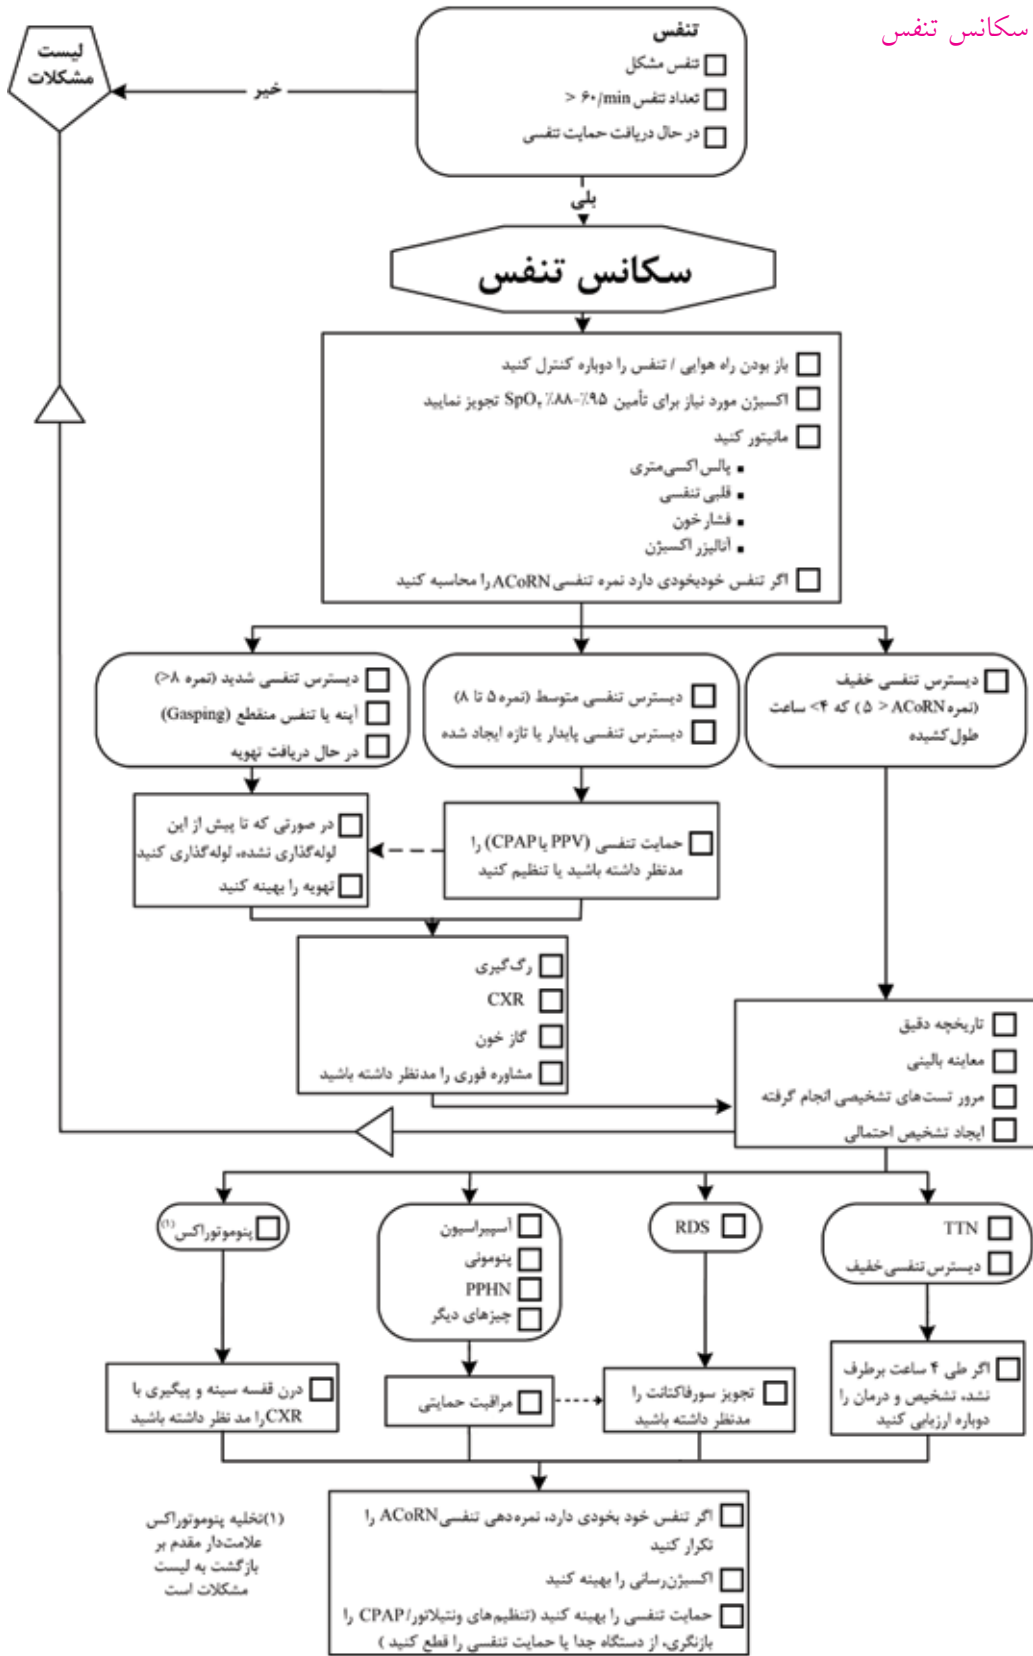 سکانس تنفس
تنفس
تنفس مشکل
تعداد تنفس ۶۰/min <
در حال دریافت حمایت تنفسی
خیر
لیست
مشکلات
بلی
سکانس تنفس
باز بودن راه هوایی / تنفس را دوباره کنترل کنید
اکسیژن مورد نیاز برای تأمین ۹۵٪-۸۸٪ SpO₂ تجویز نمایید
مانیتور کنید
▪ پالس اکسی‌متری
▪ قلبی تنفسی
▪ فشار خون
▪ آنالیزر اکسیژن
اگر تنفس خودبخودی دارد نمره تنفسی ACoRN را محاسبه کنید
دیسترس تنفسی خفیف
(نمره ACoRN > ۵) که ۴> ساعت
طول کشیده
دیسترس تنفسی متوسط (نمره ۵ تا ۸)
دیسترس تنفسی پایدار یا تازه ایجاد شده
دیسترس تنفسی شدید (نمره ۸<)
آپنه یا تنفس منقطع (Gasping)
در حال دریافت تهویه
حمایت تنفسی (PPV یا CPAP) را
مدنظر داشته باشید یا تنظیم کنید
در صورتی که تا پیش از این
لوله‌گذاری نشده، لوله‌گذاری کنید
تهویه را بهینه کنید
رگ‌گیری
CXR
گاز خون
مشاوره فوری را مدنظر داشته باشید
تاریخچه دقیق
معاینه بالینی
مرور تست‌های تشخیصی انجام گرفته
ایجاد تشخیص احتمالی
TTN
دیسترس تنفسی خفیف
RDS
آسپیراسیون
پنومونی
PPHN
چیزهای دیگر
پنوموتوراکس (۱)
اگر طی ۴ ساعت برطرف
نشد، تشخیص و درمان را
دوباره ارزیابی کنید
تجویز سورفاکتانت را
مدنظر داشته باشید
مراقبت حمایتی
درن قفسه سینه و پیگیری با
CXR را مد نظر داشته باشید
اگر تنفس خود بخودی دارد، نمره‌دهی تنفسی ACoRN را
تکرار کنید
اکسیژن‌رسانی را بهینه کنید
حمایت تنفسی را بهینه کنید (تنظیم‌های ونتیلاتور/CPAP را
بازنگری، از دستگاه جدا یا حمایت تنفسی را قطع کنید )
(۱)تخلیه پنوموتوراکس
علامت‌دار مقدم بر
بازگشت به لیست
مشکلات است